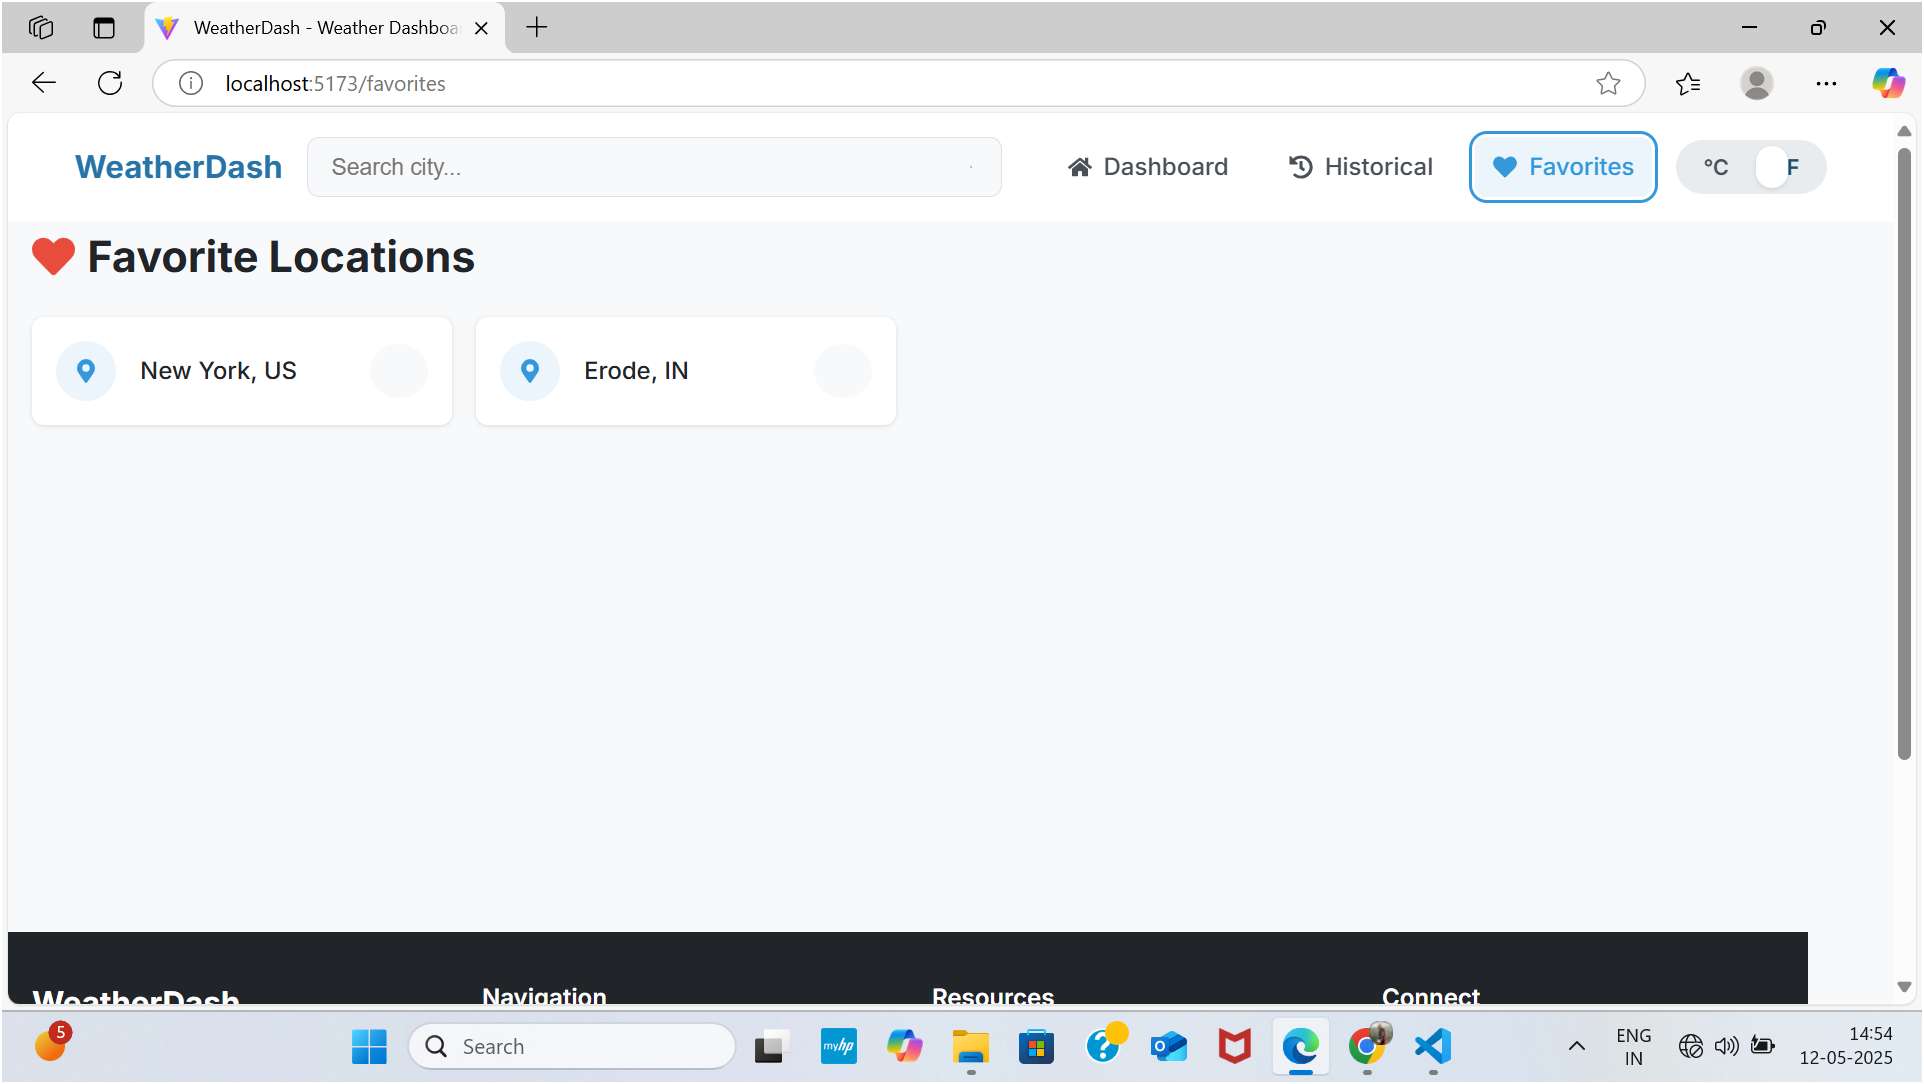 WeatherDash - Weather Dashboa
localhost:5173/favorites
WeatherDash
Search city...
Dashboard
Historical
Favorites
°C
F
Favorite Locations
New York, US
Erode, IN
WeatherDash
Navigation
Resources
Connect
5
Search
myhp
ENG
IN
14:54
12-05-2025